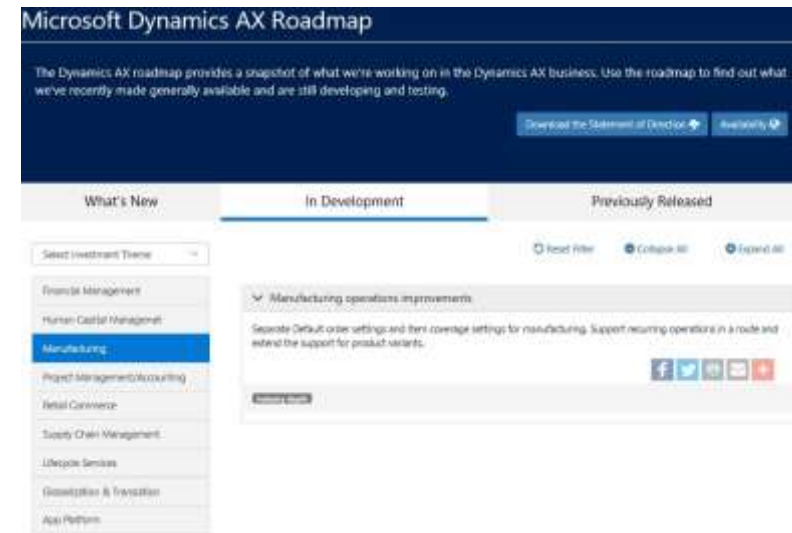 Microsoft Dynamics AX Roadmap
The Dynamics AX roadmap provides a snapshot of what we're working on in the Dynamics AX business. Use the roadmap to find out what
we've recently made generally available and are still developing and testing.
Download the Statement of Direction
Availability
What's New
In Development
Previously Released
Select Investment Theme
Reset Filter
Collapse All
Expand All
Financial Management
Human Capital Managemet
Manufacturing
Project Management/Accounting
Retail Commerce
Supply Chain Management
Lifecycle Services
Globalization & Translation
App Platform
Manufacturing operations improvements
Separate Default order settings and item coverage settings for manufacturing. Support recurring operations in a route and
extend the support for product variants.